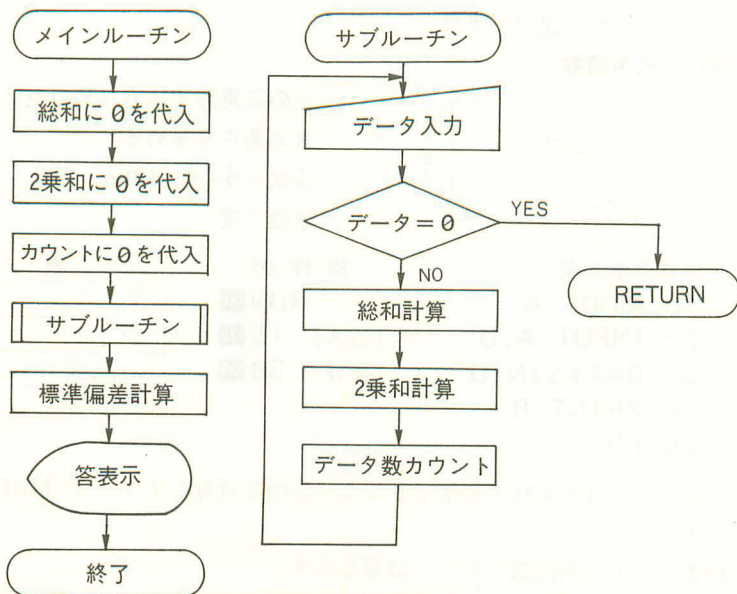 メインルーチン
総和に0を代入
2乗和に0を代入
カウントに0を代入
サブルーチン
標準偏差計算
答表示
終了
サブルーチン
データ入力
データ=0
YES
NO
RETURN
総和計算
2乗和計算
データ数カウント